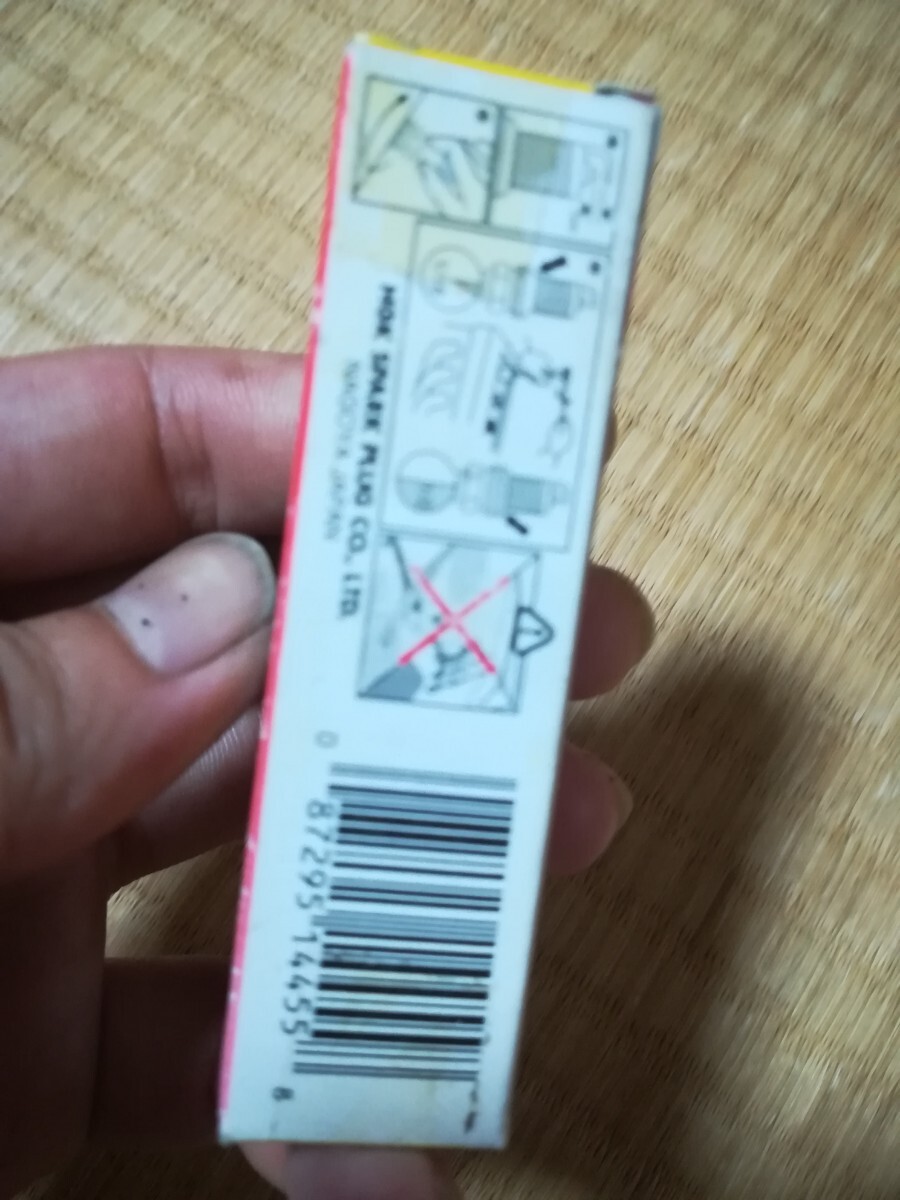 NGK SPARK PLUG CO., LTD.
NAGOYA JAPAN
0 87295 14455 8